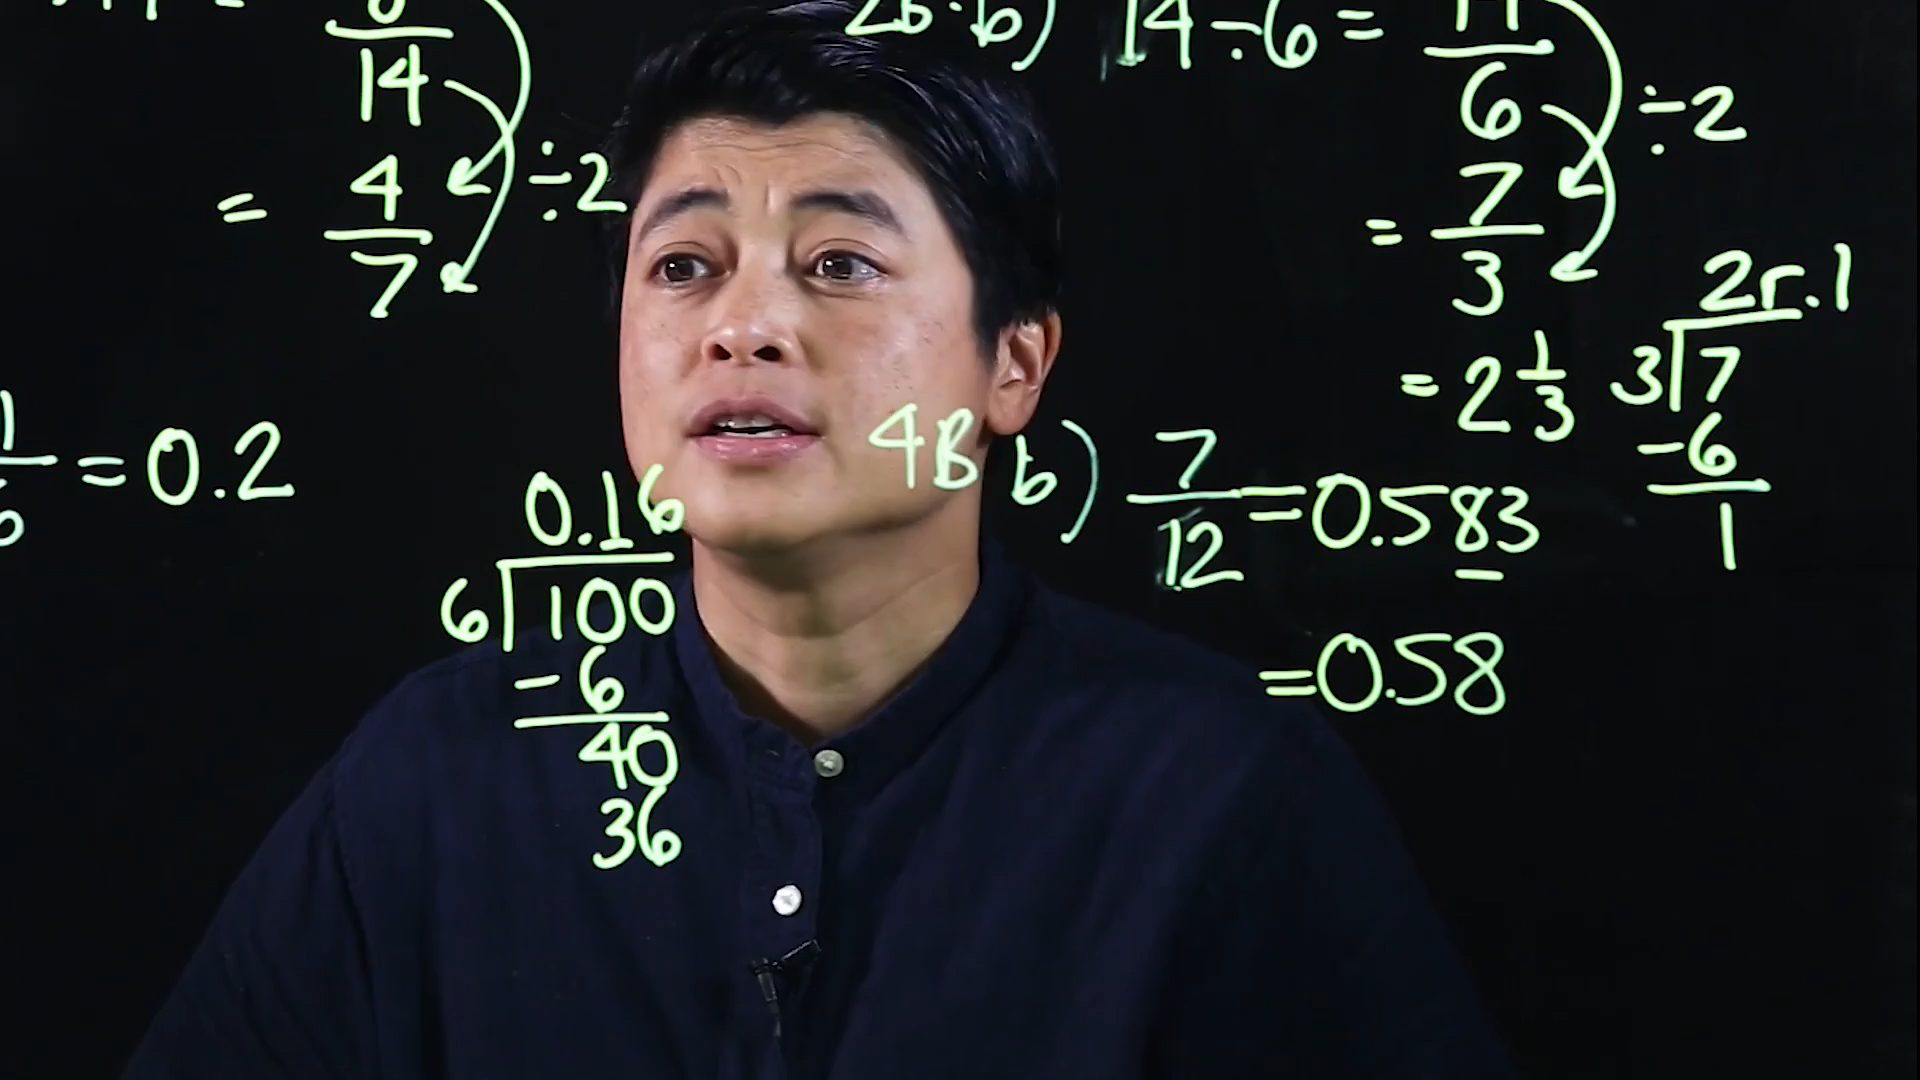 14
= 4/7 ÷2
2b.b) 14÷6 =
6 ÷2
= 7/3
= 2 1/3
2r.1
3)7
-6
1
= 0.2
0.16
6)100
-6
40
36
4B b) 7/12 = 0.583
= 0.58